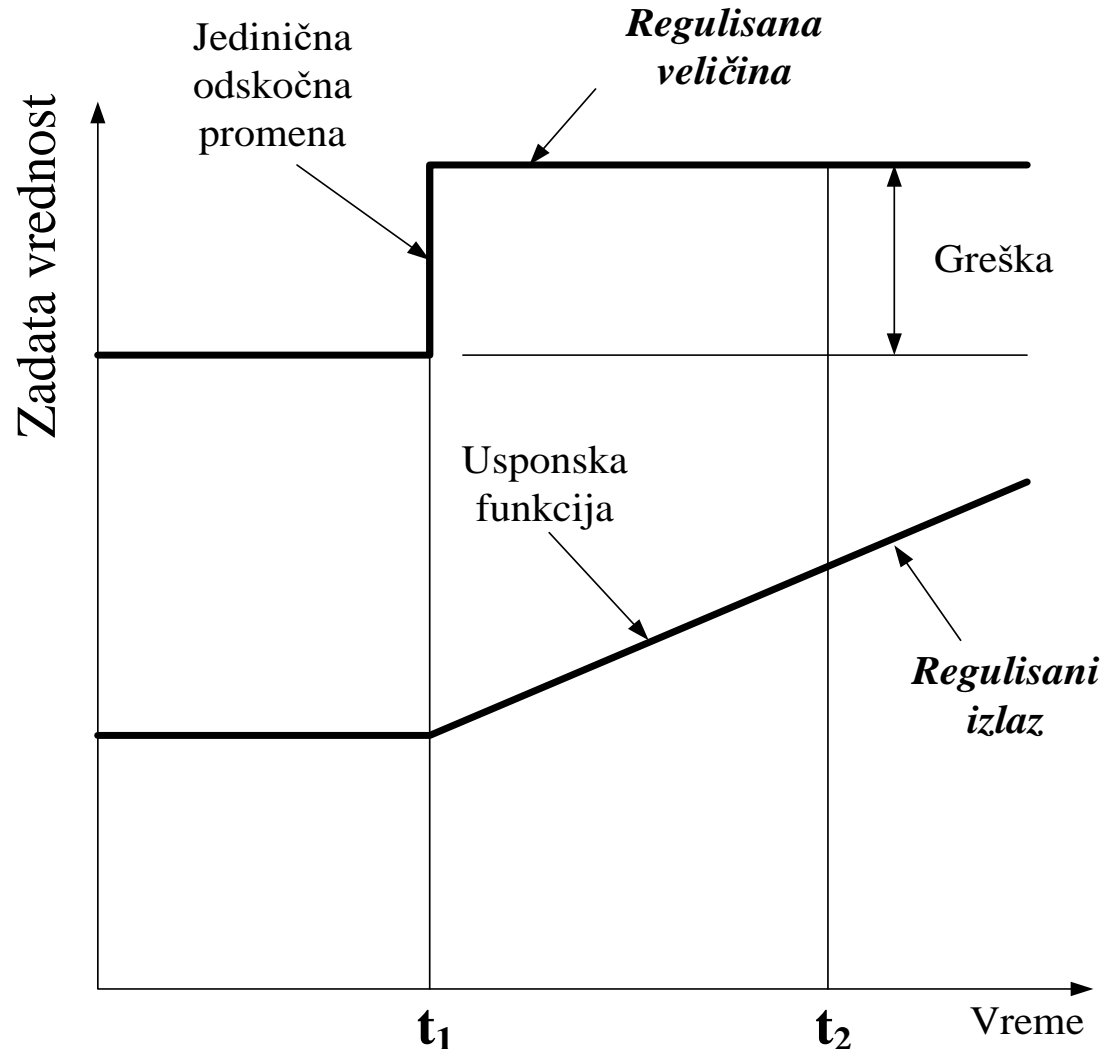 Jedinična
odskočna
promena
Regulisana
veličina
Zadata vrednost
Greška
Usponska
funkcija
Regulisani
izlaz
t₁
t₂
Vreme